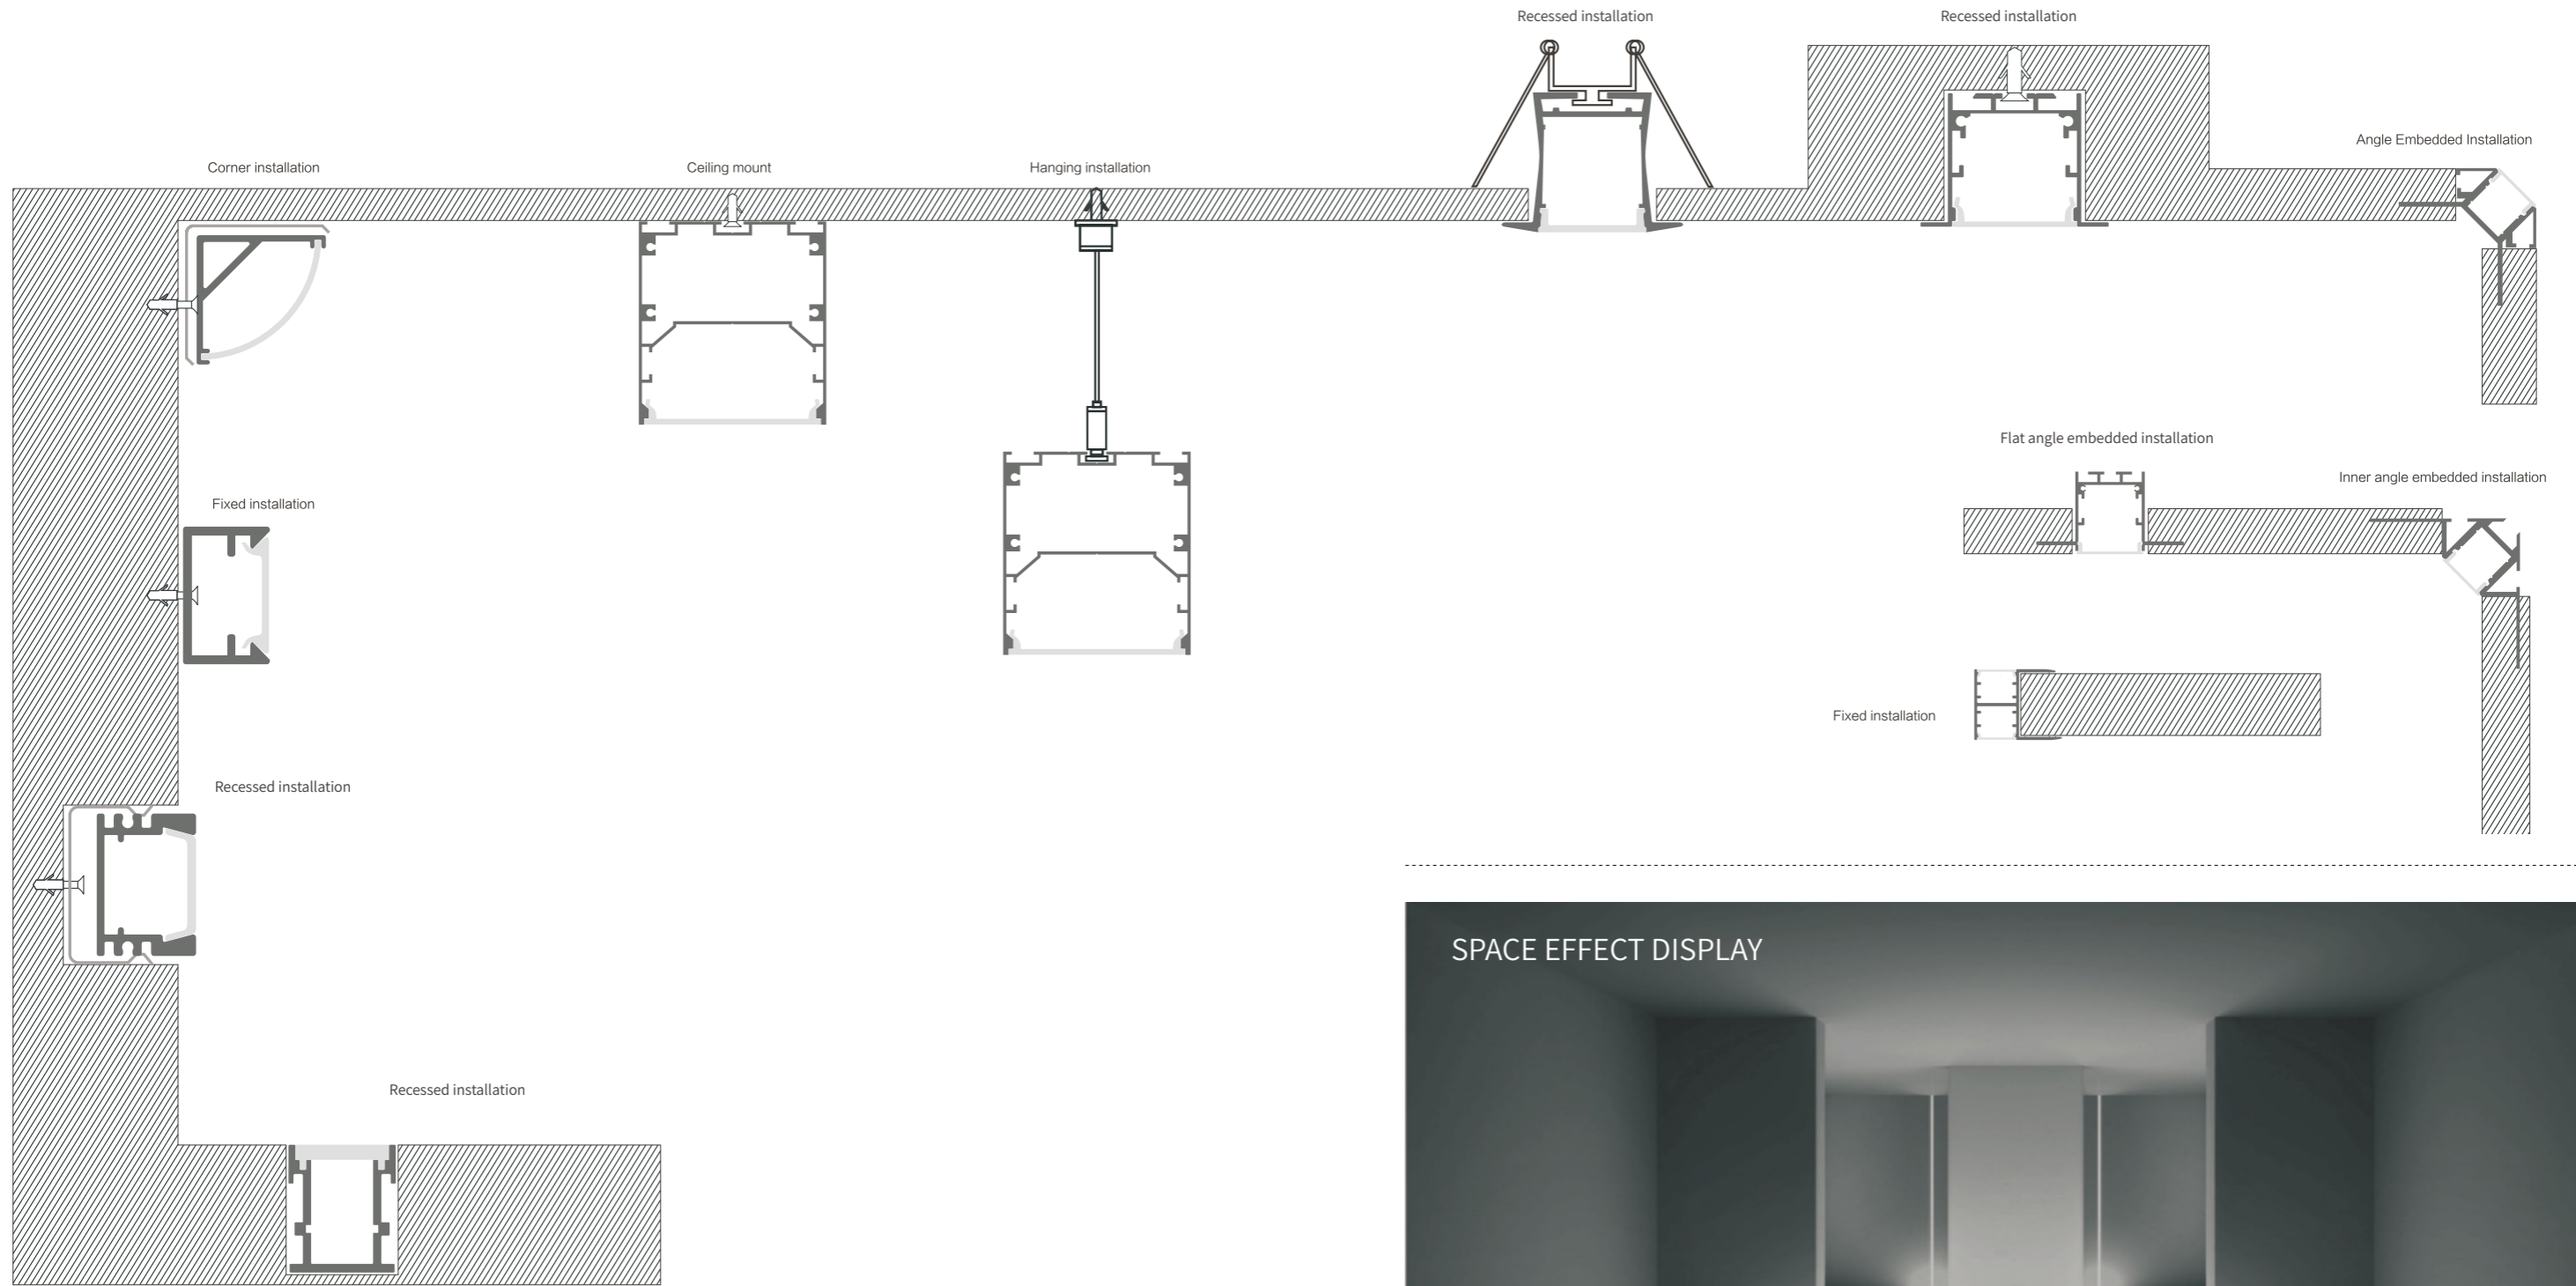 Recessed installation
Recessed installation
Angle Embedded Installation
Corner installation
Ceiling mount
Hanging installation
Flat angle embedded installation
Inner angle embedded installation
Fixed installation
Fixed installation
Recessed installation
SPACE EFFECT DISPLAY
Recessed installation